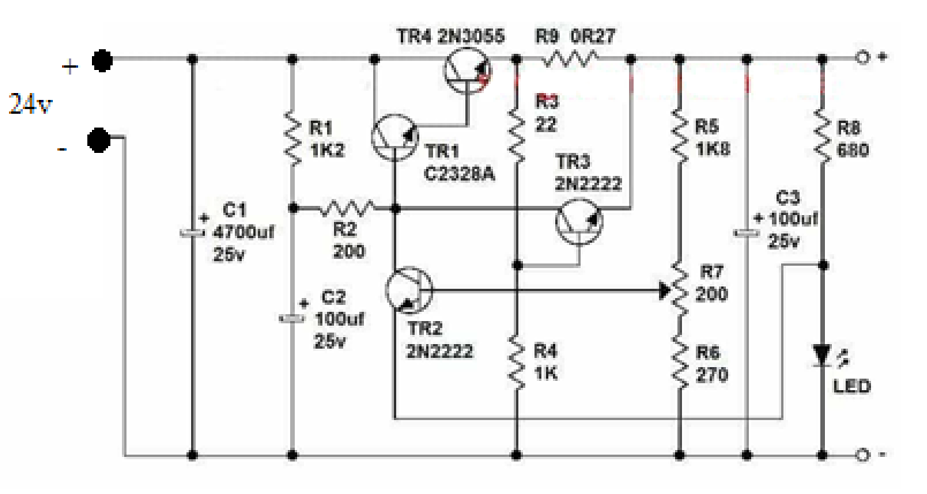 TR4 2N3055
R9 0R27
+
24v
-
+
R1
1K2
TR1
C2328A
R3
22
TR3
2N2222
R5
1K8
R8
680
+
C1
4700uf
25v
R2
200
C3
+
100uf
25v
+
C2
100uf
25v
TR2
2N2222
R7
200
R4
1K
R6
270
LED
-